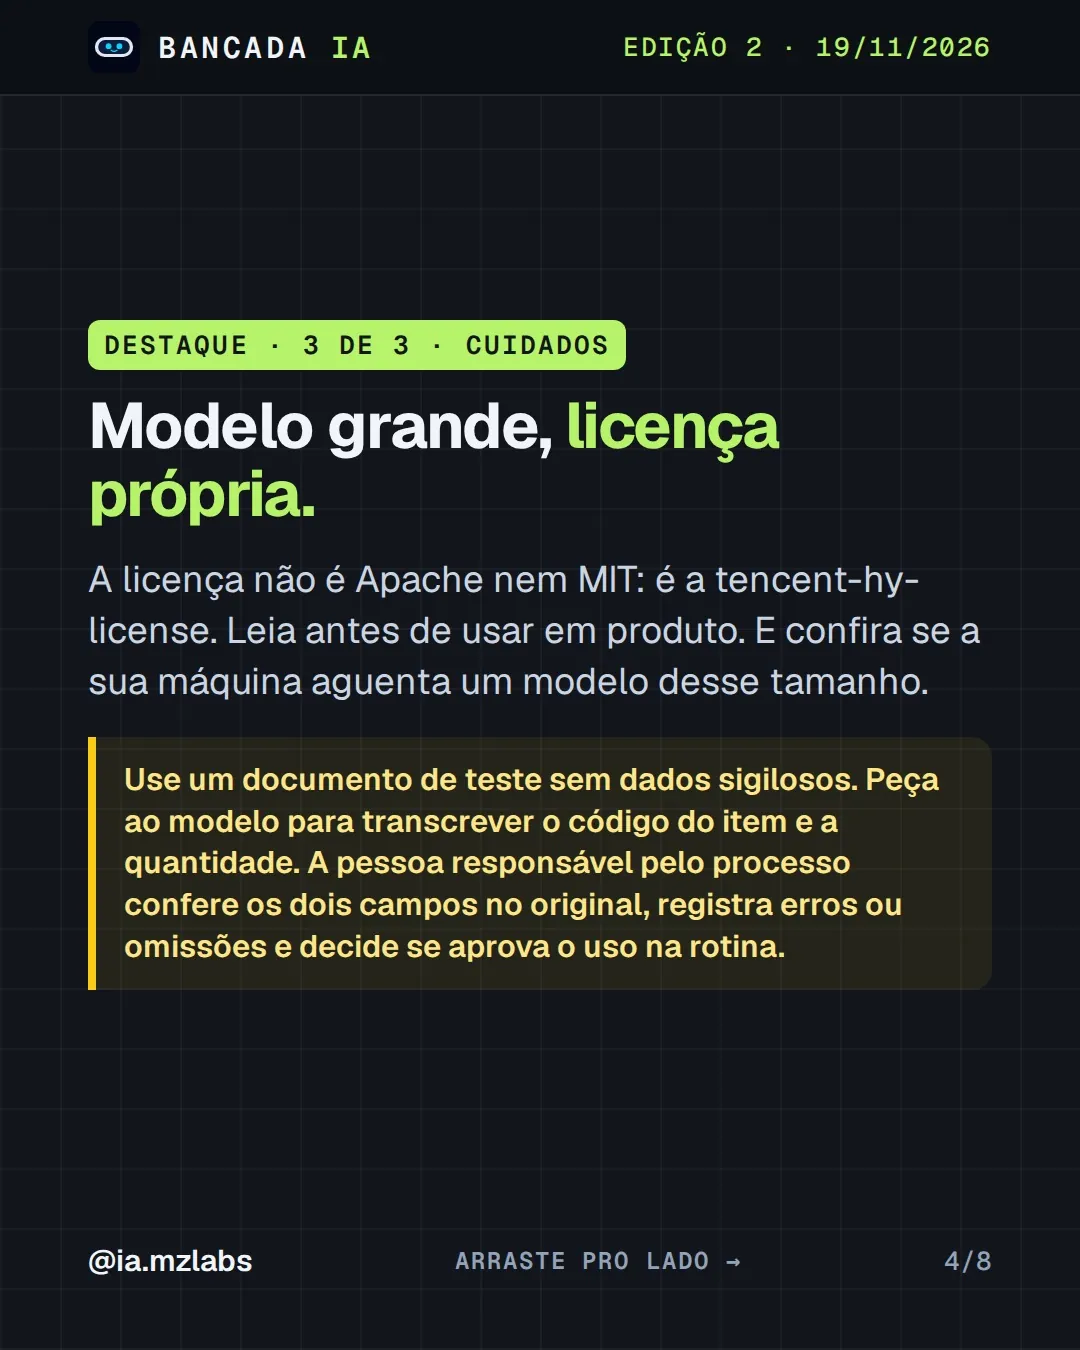 BANCADA IA
EDIÇÃO 2 · 19/11/2026
DESTAQUE · 3 DE 3 · CUIDADOS
Modelo grande, licença
própria.
A licença não é Apache nem MIT: é a tencent-hy-
license. Leia antes de usar em produto. E confira se a
sua máquina aguenta um modelo desse tamanho.
Use um documento de teste sem dados sigilosos. Peça
ao modelo para transcrever o código do item e a
quantidade. A pessoa responsável pelo processo
confere os dois campos no original, registra erros ou
omissões e decide se aprova o uso na rotina.
@ia.mzlabs
ARRASTE PRO LADO →
4/8